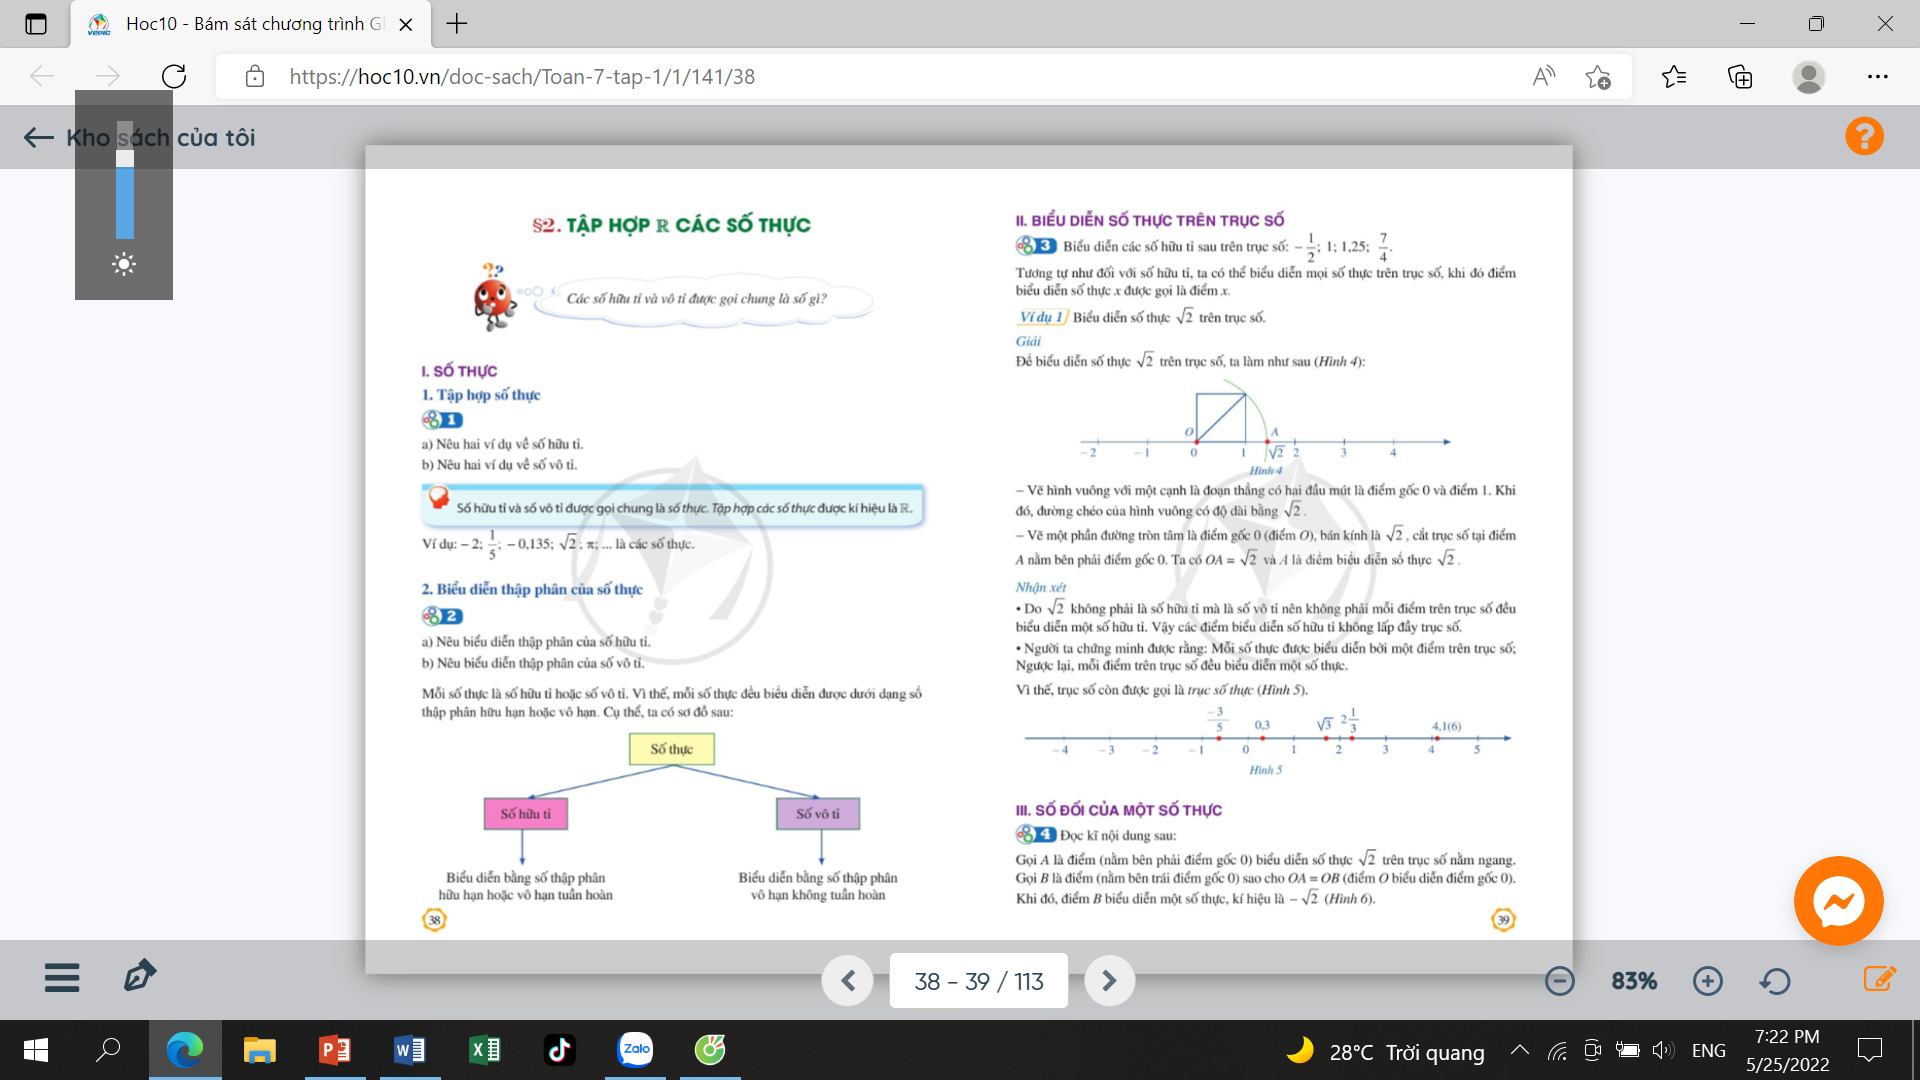 Hoc10 - Bám sát chương trình G
https://hoc10.vn/doc-sach/Toan-7-tap-1/1/141/38
Kho sách của tôi
?
§2. TẬP HỢP ℝ CÁC SỐ THỰC
??
Các số hữu tỉ và vô tỉ được gọi chung là số gì?
I. SỐ THỰC
1. Tập hợp số thực
1
a) Nêu hai ví dụ về số hữu tỉ.
b) Nêu hai ví dụ về số vô tỉ.
Số hữu tỉ và số vô tỉ được gọi chung là số thực. Tập hợp các số thực được kí hiệu là ℝ.
Ví dụ: – 2; 1/5; – 0,135; √2; π; ... là các số thực.
2. Biểu diễn thập phân của số thực
2
a) Nêu biểu diễn thập phân của số hữu tỉ.
b) Nêu biểu diễn thập phân của số vô tỉ.
Mỗi số thực là số hữu tỉ hoặc số vô tỉ. Vì thế, mỗi số thực đều biểu diễn được dưới dạng số
thập phân hữu hạn hoặc vô hạn. Cụ thể, ta có sơ đồ sau:
Số thực
Số hữu tỉ Số vô tỉ
Biểu diễn bằng số thập phân
hữu hạn hoặc vô hạn tuần hoàn
Biểu diễn bằng số thập phân
vô hạn không tuần hoàn
38
II. BIỂU DIỄN SỐ THỰC TRÊN TRỤC SỐ
3 Biểu diễn các số hữu tỉ sau trên trục số: – 1/2; 1; 1,25; 7/4.
Tương tự như đối với số hữu tỉ, ta có thể biểu diễn mọi số thực trên trục số, khi đó điểm
biểu diễn số thực x được gọi là điểm x.
Ví dụ 1 Biểu diễn số thực √2 trên trục số.
Giải
Để biểu diễn số thực √2 trên trục số, ta làm như sau (Hình 4):
O A
– 2 – 1 0 1 √2 2 3 4
Hình 4
– Vẽ hình vuông với một cạnh là đoạn thẳng có hai đầu mút là điểm gốc 0 và điểm 1. Khi
đó, đường chéo của hình vuông có độ dài bằng √2.
– Vẽ một phần đường tròn tâm là điểm gốc 0 (điểm O), bán kính là √2, cắt trục số tại điểm
A nằm bên phải điểm gốc 0. Ta có OA = √2 và A là điểm biểu diễn số thực √2.
Nhận xét
• Do √2 không phải là số hữu tỉ mà là số vô tỉ nên không phải mỗi điểm trên trục số đều
biểu diễn một số hữu tỉ. Vậy các điểm biểu diễn số hữu tỉ không lấp đầy trục số.
• Người ta chứng minh được rằng: Mỗi số thực được biểu diễn bởi một điểm trên trục số;
Ngược lại, mỗi điểm trên trục số đều biểu diễn một số thực.
Vì thế, trục số còn được gọi là trục số thực (Hình 5).
–3/5 0,3 √3 2 1/3 4,1(6)
– 4 – 3 – 2 – 1 0 1 2 3 4 5
Hình 5
III. SỐ ĐỐI CỦA MỘT SỐ THỰC
4 Đọc kĩ nội dung sau:
Gọi A là điểm (nằm bên phải điểm gốc 0) biểu diễn số thực √2 trên trục số nằm ngang.
Gọi B là điểm (nằm bên trái điểm gốc 0) sao cho OA = OB (điểm O biểu diễn điểm gốc 0).
Khi đó, điểm B biểu diễn một số thực, kí hiệu là – √2 (Hình 6).
39
38 - 39 / 113
83%
Zalo
28°C Trời quang
ENG
7:22 PM
5/25/2022